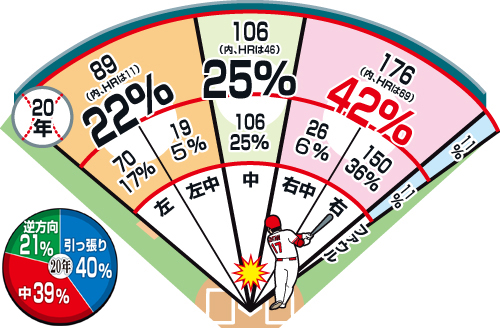 20年
89
(内、HRは11)
22%
106
(内、HRは46)
25%
176
(内、HRは69)
42%
70
17%
19
5%
106
25%
26
6%
150
36%
11%
11%
左
左中
中
右中
右
ファウル
17
逆方向
21%
引っ張り
40%
中39%
20年